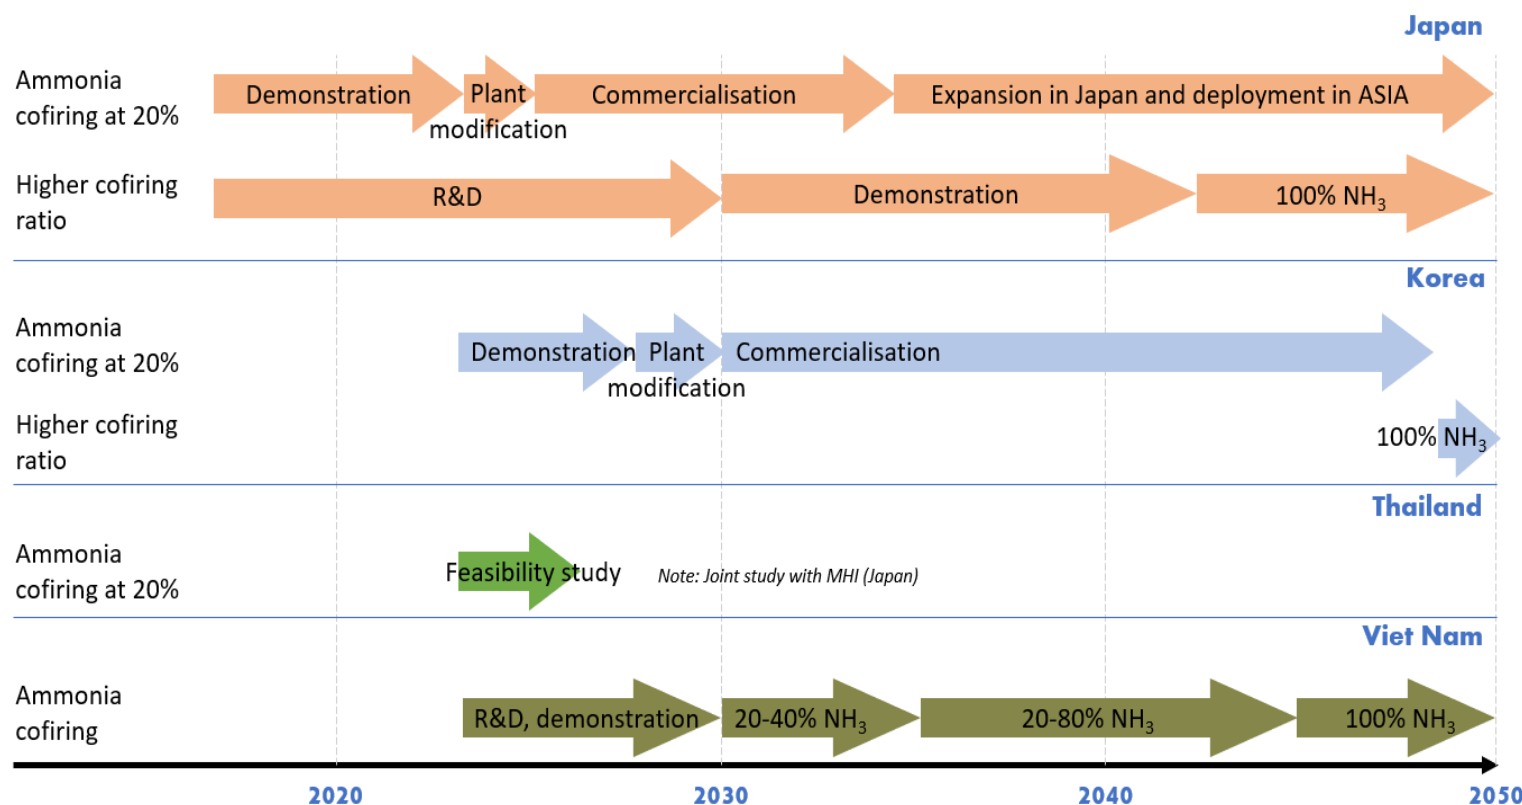 Japan
Ammonia
cofiring at 20%
Demonstration
Plant
modification
Commercialisation
Expansion in Japan and deployment in ASIA
Higher cofiring
ratio
R&D
Demonstration
100% NH₃
Korea
Ammonia
cofiring at 20%
Demonstration
Plant
modification
Commercialisation
Higher cofiring
ratio
100% NH₃
Thailand
Ammonia
cofiring at 20%
Feasibility study
Note: Joint study with MHI (Japan)
Viet Nam
Ammonia
cofiring
R&D, demonstration
20-40% NH₃
20-80% NH₃
100% NH₃
2020
2030
2040
2050